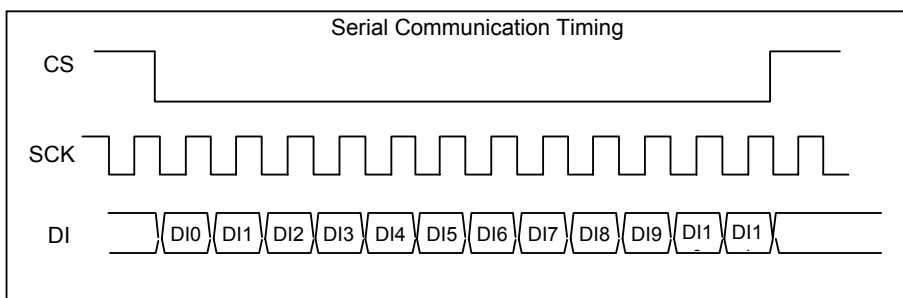 Serial Communication Timing
CS
SCK
DI DI0 DI1 DI2 DI3 DI4 DI5 DI6 DI7 DI8 DI9 DI1 DI1